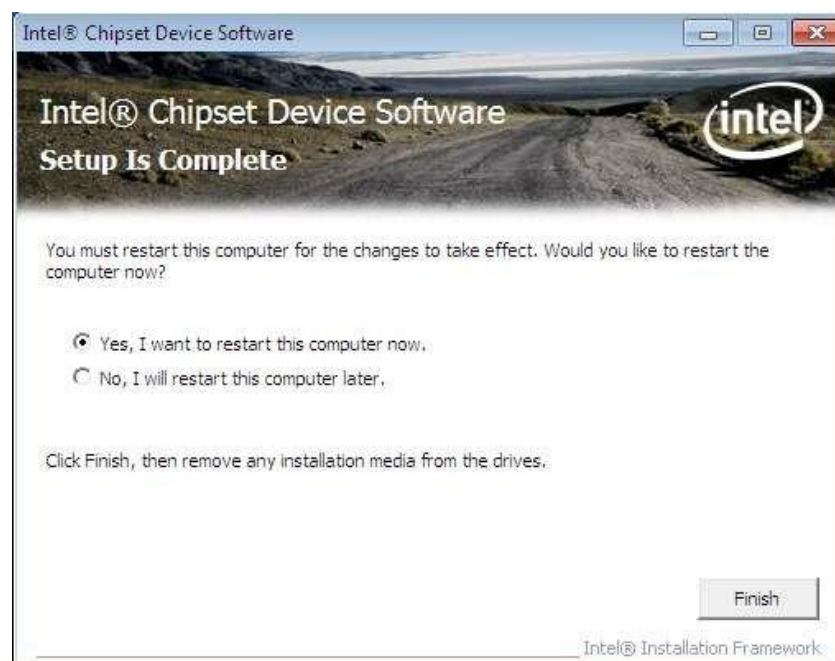 Intel® Chipset Device Software
Intel® Chipset Device Software
intel
Setup Is Complete
You must restart this computer for the changes to take effect. Would you like to restart the
computer now?
Yes, I want to restart this computer now.
No, I will restart this computer later.
Click Finish, then remove any installation media from the drives.
Finish
Intel® Installation Framework